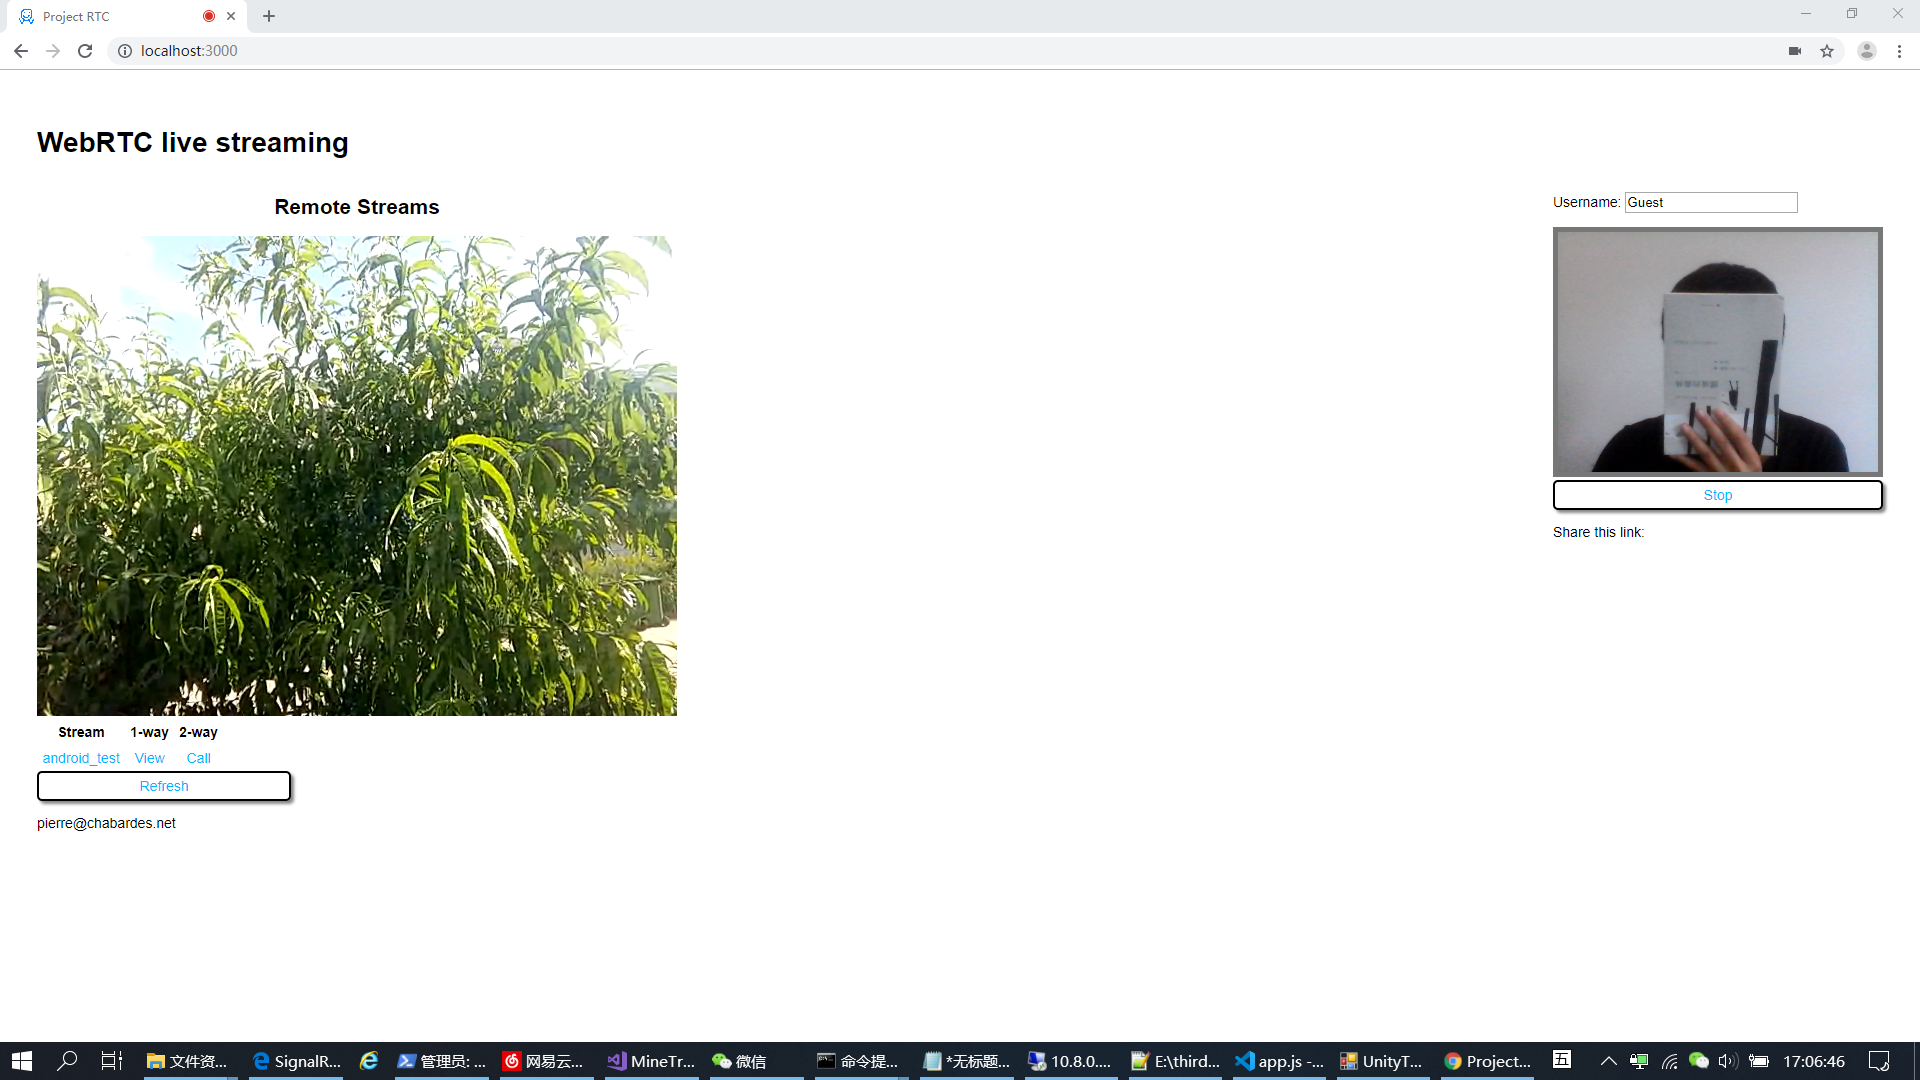 Project RTC
localhost:3000
WebRTC live streaming
Remote Streams
Username: Guest
Stop
Share this link:
Stream 1-way 2-way
android_test View Call
Refresh
pierre@chabardes.net
文件资... SignalR... 管理员: ... 网易云... MineTr... 微信 命令提... *无标题... 10.8.0.... E:\third... app.js -... UnityT... Project... 五 17:06:46